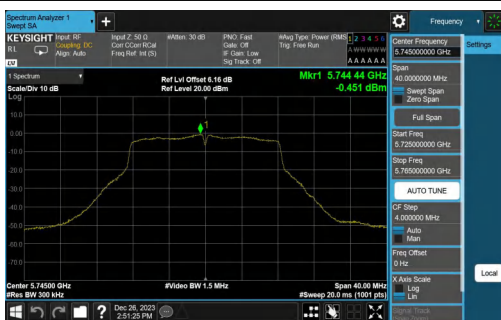 Spectrum Analyzer 1
Swept SA
Frequency
KEYSIGHT
Input: RF
Coupling: DC
Align: Auto
Input Z: 50 Ω
Corr CCorr RCal
Freq Ref: Int (S)
#Atten: 30 dB
PNO: Fast
Gate: Off
IF Gain: Low
Sig Track: Off
#Avg Type: Power (RMS
Trig: Free Run
1 2 3 4 5 6
A W W W W W
A A A A A A
RL
LW
Center Frequency
5.745000000 GHz
Settings
Span
40.0000000 MHz
Swept Span
Zero Span
Full Span
Start Freq
5.725000000 GHz
Stop Freq
5.765000000 GHz
AUTO TUNE
CF Step
4.000000 MHz
Auto
Man
Freq Offset
0 Hz
X Axis Scale
Log
Lin
Local
Signal Track
1 Spectrum
Scale/Div 10 dB
Log
Ref Lvl Offset 6.16 dB
Ref Level 20.00 dBm
Mkr1 5.744 44 GHz
-0.451 dBm
1
10.0
0.00
-10.0
-20.0
-30.0
-40.0
-50.0
-60.0
-70.0
Center 5.74500 GHz
#Res BW 300 kHz
#Video BW 1.5 MHz
Span 40.00 MHz
#Sweep 20.0 ms (1001 pts)
Dec 26, 2023
2:51:25 PM